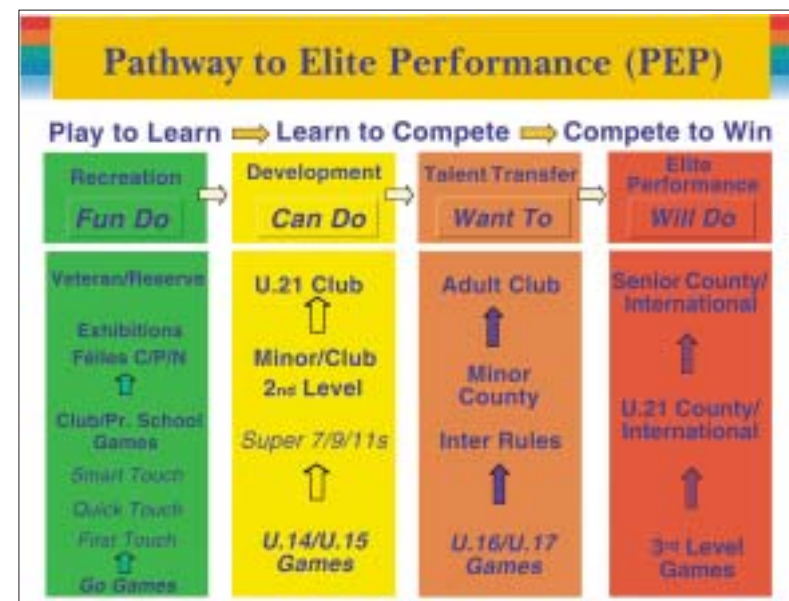 Pathway to Elite Performance (PEP)
Play to Learn Learn to Compete Compete to Win
Recreation
Fun Do
Development
Can Do
Talent Transfer
Want To
Elite
Performance
Will Do
Veteran/Reserve
Exhibitions
Féiles C/P/N
Club/Pr. School
Games
Smart Touch
Quick Touch
First Touch
Go Games
U.21 Club
Minor/Club
2nd Level
Super 7/9/11s
U.14/U.15
Games
Adult Club
Minor
County
Inter Rules
U.16/U.17
Games
Senior County/
International
U.21 County/
International
3rd Level
Games